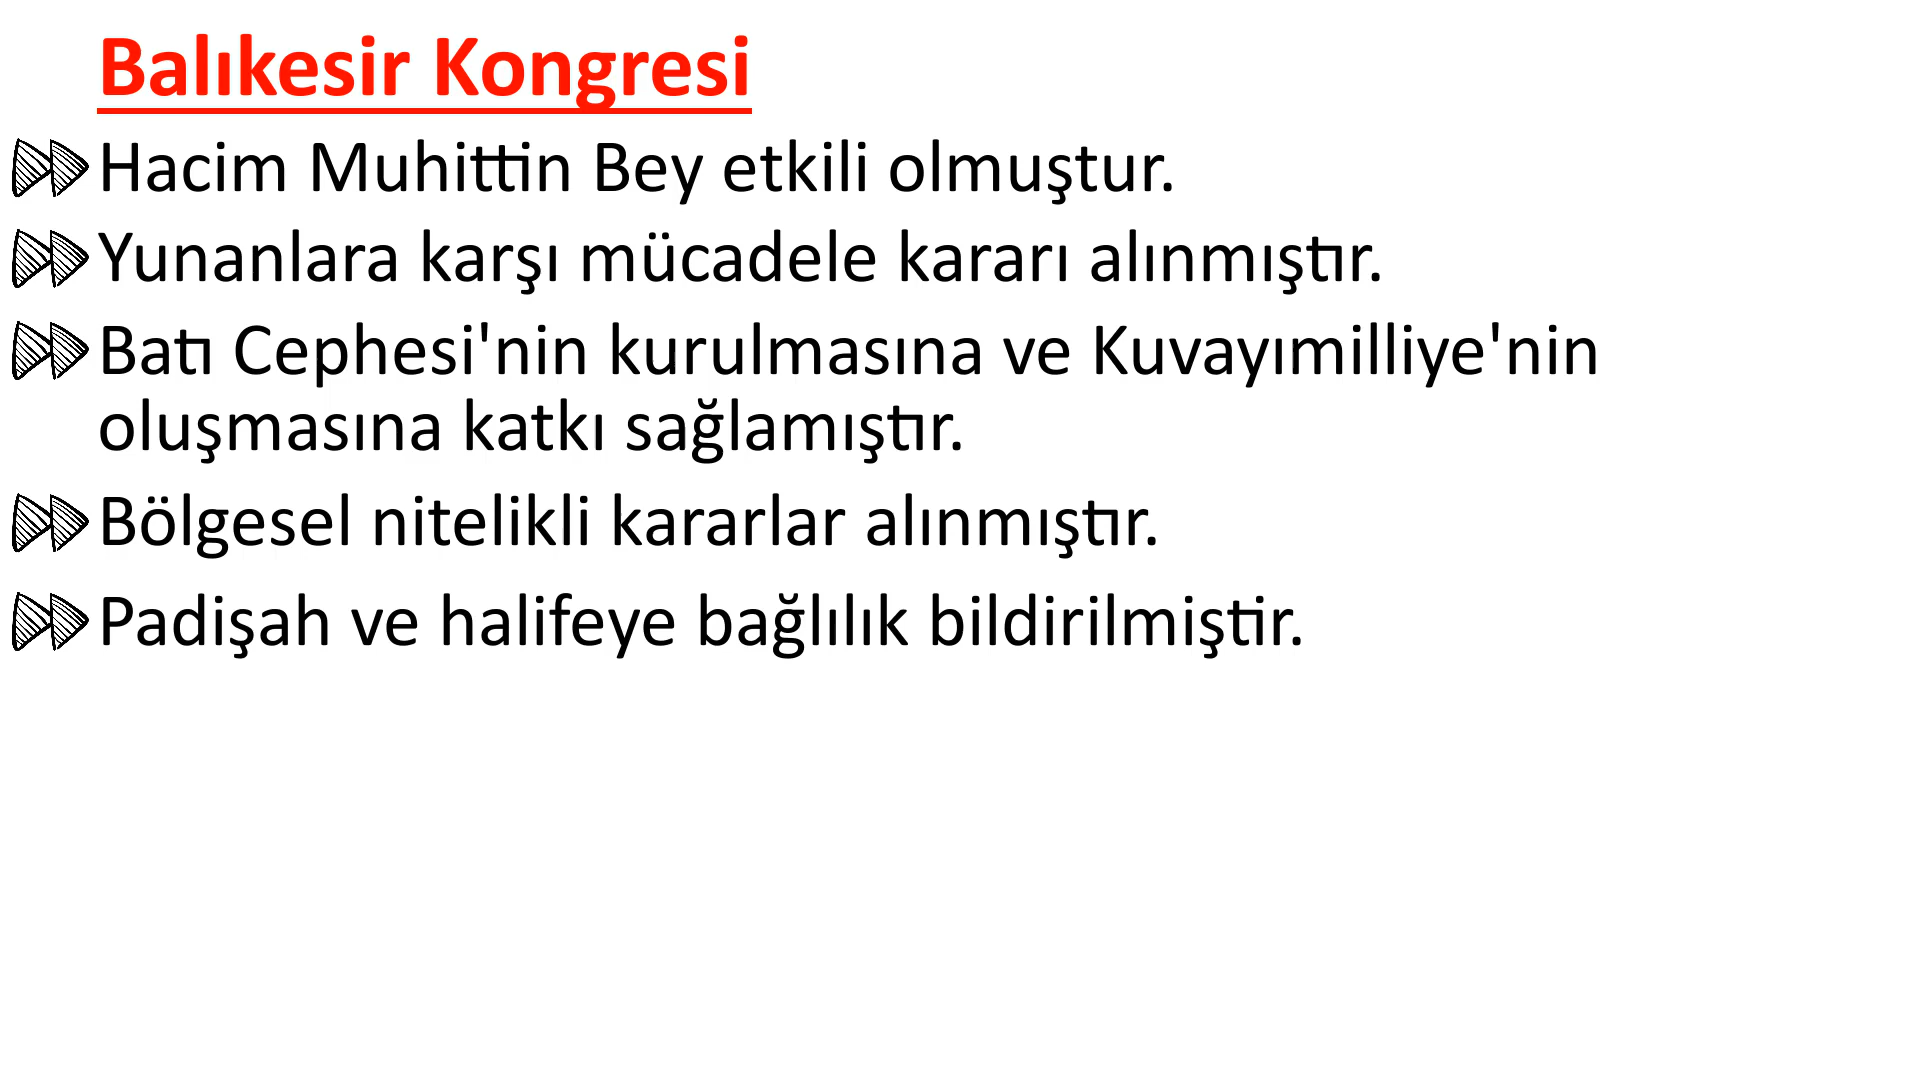 Balıkesir Kongresi
Hacim Muhittin Bey etkili olmuştur.
Yunanlara karşı mücadele kararı alınmıştır.
Batı Cephesi'nin kurulmasına ve Kuvayımilliye'nin
oluşmasına katkı sağlamıştır.
Bölgesel nitelikli kararlar alınmıştır.
Padişah ve halifeye bağlılık bildirilmiştir.